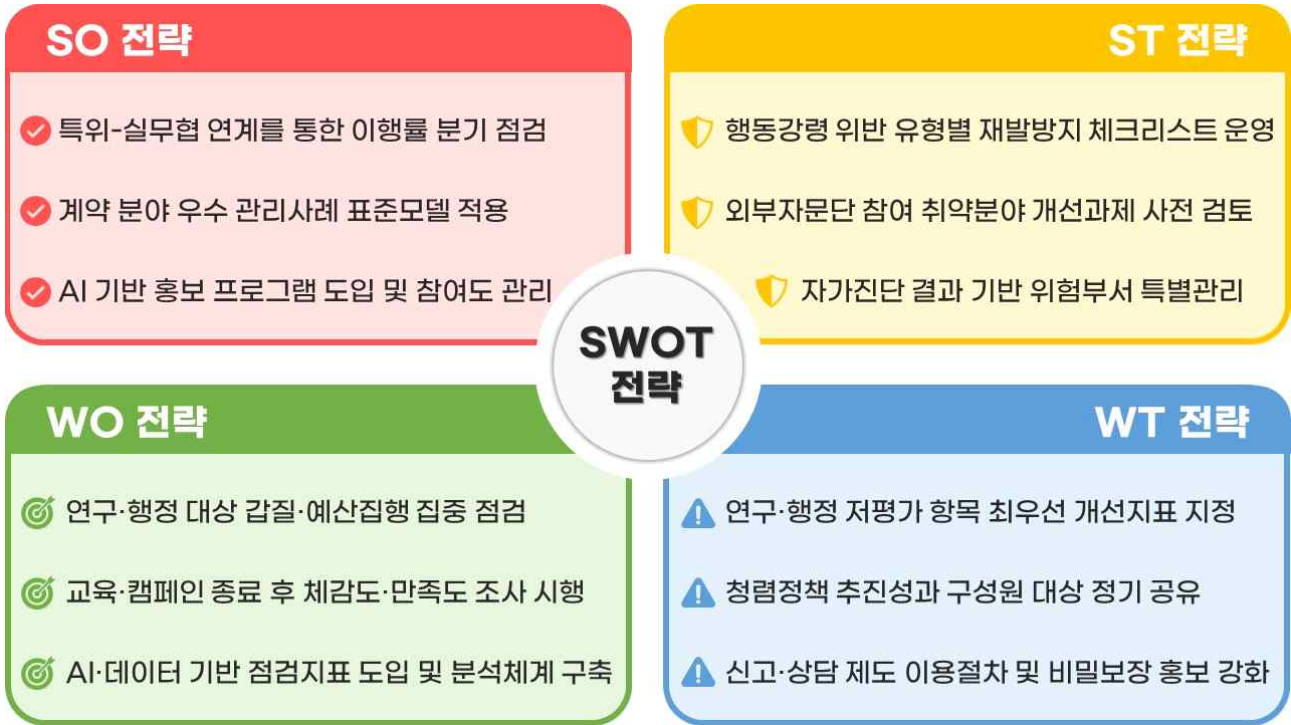 SO 전략
특위-실무협 연계를 통한 이행률 분기 점검
계약 분야 우수 관리사례 표준모델 적용
AI 기반 홍보 프로그램 도입 및 참여도 관리
ST 전략
행동강령 위반 유형별 재발방지 체크리스트 운영
외부자문단 참여 취약분야 개선과제 사전 검토
자가진단 결과 기반 위험부서 특별관리
SWOT
전략
WO 전략
연구·행정 대상 갑질·예산집행 집중 점검
교육·캠페인 종료 후 체감도·만족도 조사 시행
AI·데이터 기반 점검지표 도입 및 분석체계 구축
WT 전략
연구·행정 저평가 항목 최우선 개선지표 지정
청렴정책 추진성과 구성원 대상 정기 공유
신고·상담 제도 이용절차 및 비밀보장 홍보 강화